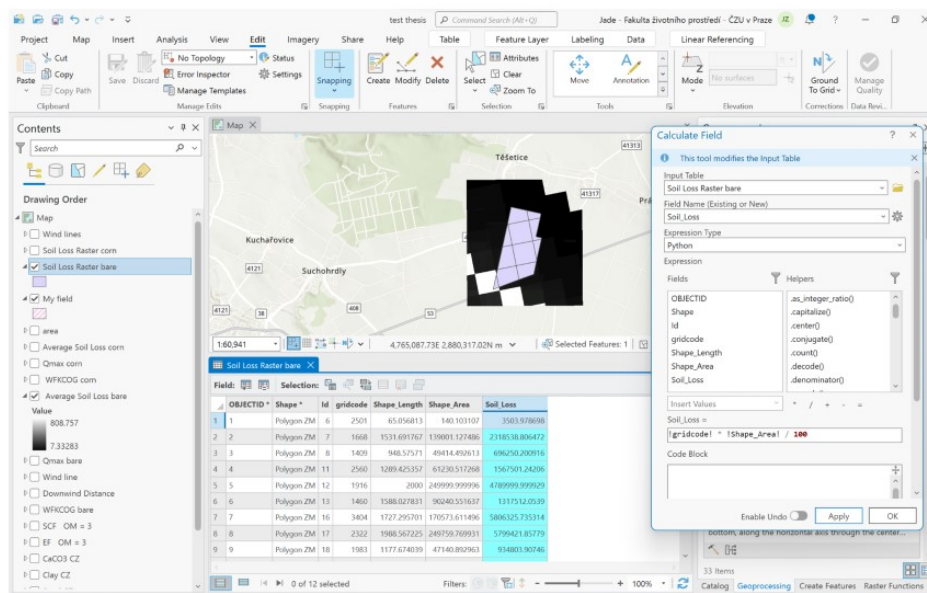 test thesis
Command Search (Alt+Q)
Jade - Fakulta životního prostředí - ČZU v Praze
JZ
Project Map Insert Analysis View Edit Imagery Share Help Table Feature Layer Labeling Data Linear Referencing
Paste
Cut
Copy
Copy Path
Clipboard
Save Discard
No Topology
Error Inspector
Manage Templates
Status
Settings
Manage Edits
Snapping
Snapping
Create Modify Delete
Features
Select
Attributes
Clear
Zoom To
Selection
Move Annotation
Tools
Mode
No surfaces
Elevation
Ground To Grid
Corrections
Manage Quality
Data Revi...
Contents
Search
Drawing Order
Map
Wind lines
Soil Loss Raster corn
Soil Loss Raster bare
My field
area
Average Soil Loss corn
Qmax corn
WFKCOG corn
Average Soil Loss bare
Value
808.757
7.33283
Qmax bare
Wind line
Downwind Distance
WFKCOG bare
SCF OM = 3
EF OM = 3
CaCO3 CZ
Clay CZ
Map
Těšetice
Kuchařovice
Suchohrdly
41313
41317
4121
4121
38
408
53
1:60,941
4,765,087.73E 2,880,317.02N m
Selected Features: 1
Soil Loss Raster bare
Field: Selection:
OBJECTID * Shape * Id gridcode Shape_Length Shape_Area Soil_Loss
1 1 Polygon ZM 6 2501 65.056813 140.103107 3503.978698
2 2 Polygon ZM 7 1668 1531.691767 139001.127486 2318538.806472
3 3 Polygon ZM 8 1409 948.57571 49414.492613 696250.200916
4 4 Polygon ZM 11 2560 1289.425357 61230.517268 1567501.24206
5 5 Polygon ZM 12 1916 2000 249999.999996 4789999.999929
6 6 Polygon ZM 13 1460 1588.027831 90240.551637 1317512.0539
7 7 Polygon ZM 16 3404 1727.295701 170573.611496 5806325.735314
8 8 Polygon ZM 17 2322 1988.567225 249759.769931 5799421.85779
9 9 Polygon ZM 18 1983 1177.674039 47140.892963 934803.90746
0 of 12 selected
Filters:
100%
Calculate Field
This tool modifies the Input Table
Input Table
Soil Loss Raster bare
Field Name (Existing or New)
Soil_Loss
Expression Type
Python
Expression
Fields Helpers
OBJECTID .as_integer_ratio()
Shape .capitalize()
Id .center()
gridcode .conjugate()
Shape_Length .count()
Shape_Area .decode()
Soil_Loss .denominator()
Insert Values * / + - =
Soil_Loss =
!gridcode! * !Shape_Area! / 100
Code Block
Enable Undo Apply OK
bottom, along the horizontal axis through the center...
33 Items
Catalog Geoprocessing Create Features Raster Functions